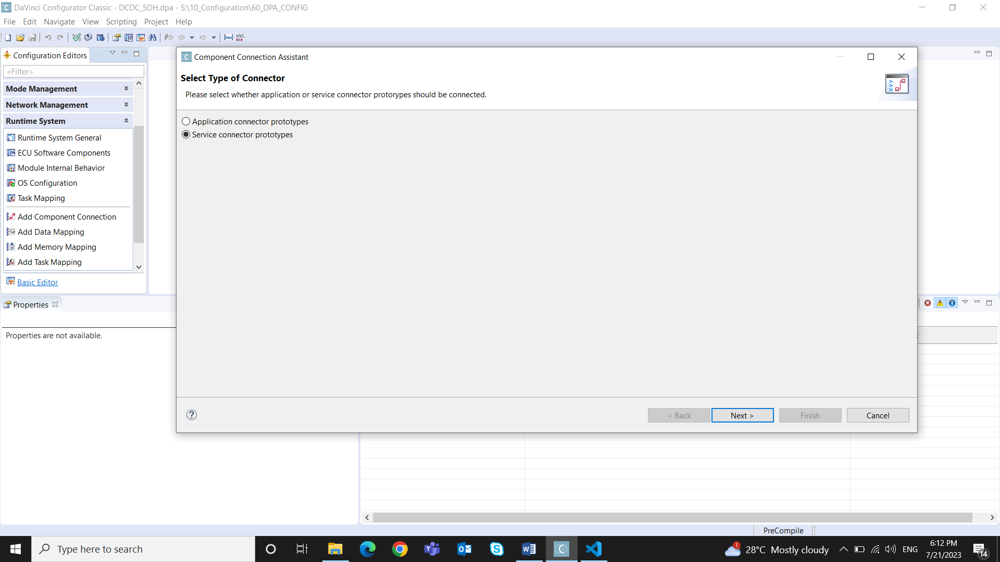 DaVinci Configurator Classic - DCDC_5DH.dpa - S:\10_Configuration\60_DPA_CONFIG
File Edit Navigate View Scripting Project Help
Configuration Editors
<Filter>
Mode Management
Network Management
Runtime System
Runtime System General
ECU Software Components
Module Internal Behavior
OS Configuration
Task Mapping
Add Component Connection
Add Data Mapping
Add Memory Mapping
Add Task Mapping
Basic Editor
Component Connection Assistant
Select Type of Connector
Please select whether application or service connector protorypes should be connected.
Application connector prototypes
Service connector prototypes
< Back Next > Finish Cancel
Properties
Properties are not available.
PreCompile
Type here to search
1
28°C Mostly cloudy
ENG
6:12 PM
7/21/2023
14